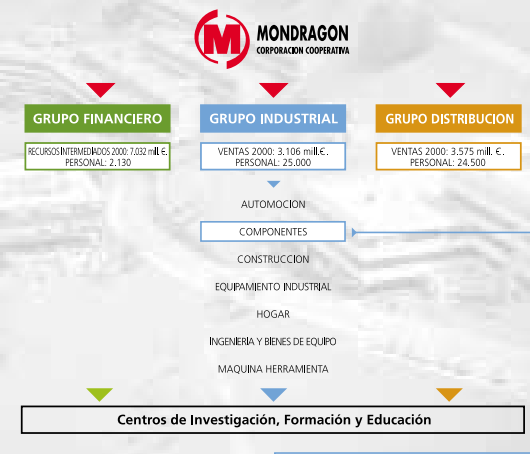 MONDRAGON
CORPORACION COOPERATIVA
GRUPO FINANCIERO
RECURSOS INTERMEDIADOS 2000: 7.032 mill. €.
PERSONAL: 2.130
GRUPO INDUSTRIAL
VENTAS 2000: 3.106 mill.€.
PERSONAL: 25.000
GRUPO DISTRIBUCION
VENTAS 2000: 3.575 mill. €.
PERSONAL: 24.500
AUTOMOCION
COMPONENTES
CONSTRUCCION
EQUIPAMIENTO INDUSTRIAL
HOGAR
INGENIERIA Y BIENES DE EQUIPO
MAQUINA HERRAMIENTA
Centros de Investigación, Formación y Educación